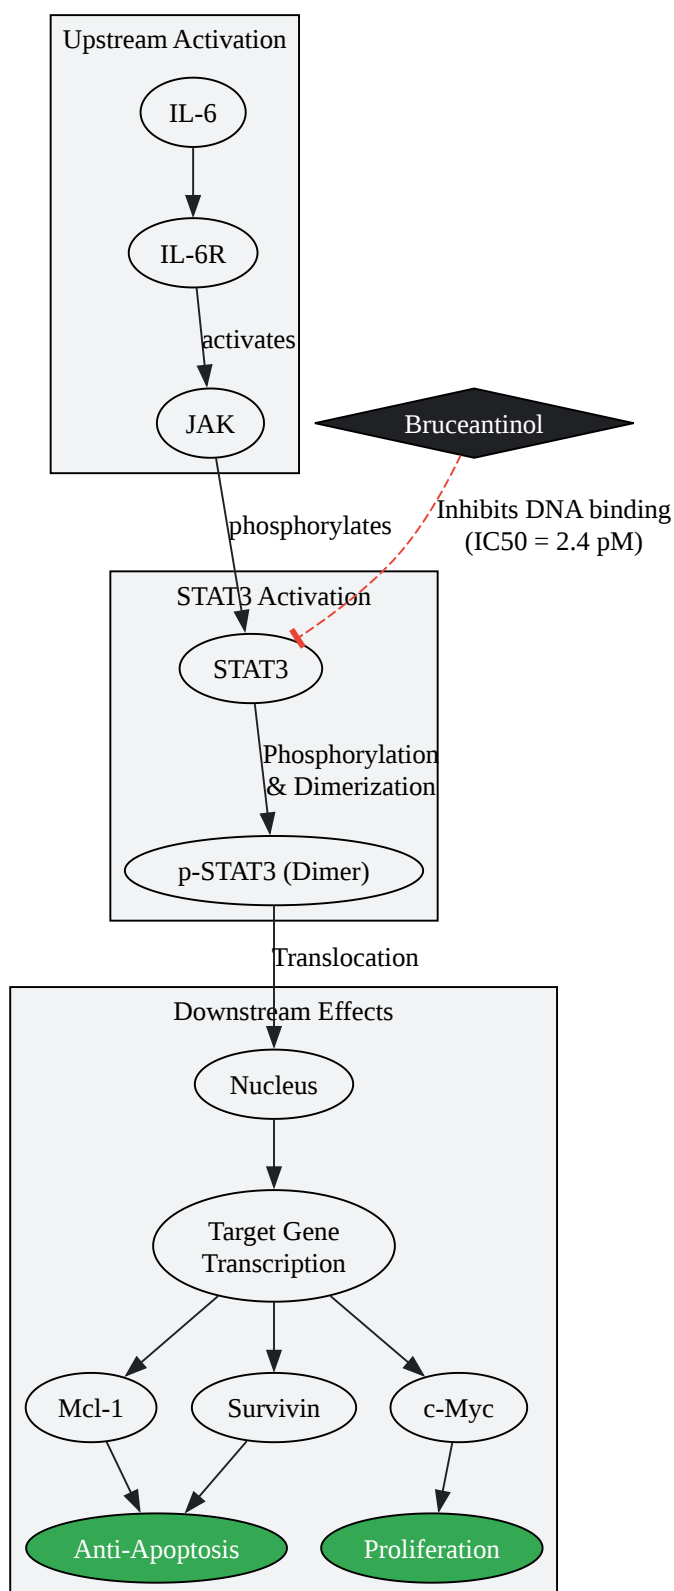 Upstream Activation
IL-6
IL-6R
activates
JAK
Bruceantinol
phosphorylates
Inhibits DNA binding
(IC50 = 2.4 pM)
STAT3 Activation
STAT3
Phosphorylation
& Dimerization
p-STAT3 (Dimer)
Translocation
Downstream Effects
Nucleus
Target Gene
Transcription
Mcl-1
Survivin
c-Myc
Anti-Apoptosis
Proliferation